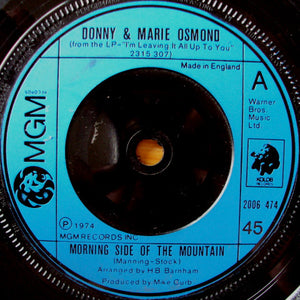 DONNY & MARIE OSMOND
(from the LP-"I'm Leaving It All Up To You"
2315.307)
Made in England
A
Warner
Bros.
Music
Ltd
MGM
KOLOB
RECORDS
2006 474
45
P 1974
MGM RECORDS INC
MORNING SIDE OF THE MOUNTAIN
(Manning-Stock)
Arranged by H.B. Barnham
Produced by Mike Curb